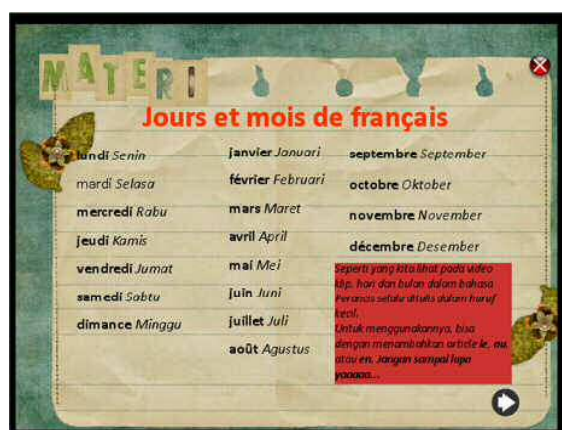 MATERI
Jours et mois de français
lundi Senin
mardi Selasa
mercredi Rabu
jeudi Kamis
vendredi Jumat
samedi Sabtu
dimance Minggu
janvier Januari
février Februari
mars Maret
avril April
mai Mei
juin Juni
juillet Juli
août Agustus
septembre September
octobre Oktober
novembre November
décembre Desember
Seperti yang kita lihat pada video
klip, hari dan bulan dalam bahasa
Perancis selalu ditulis dalam huruf
kecil.
Untuk menggunakannya, bisa
dengan menambahkan article le, au,
atau en. Jangan sampai lupa
yaaaaa...